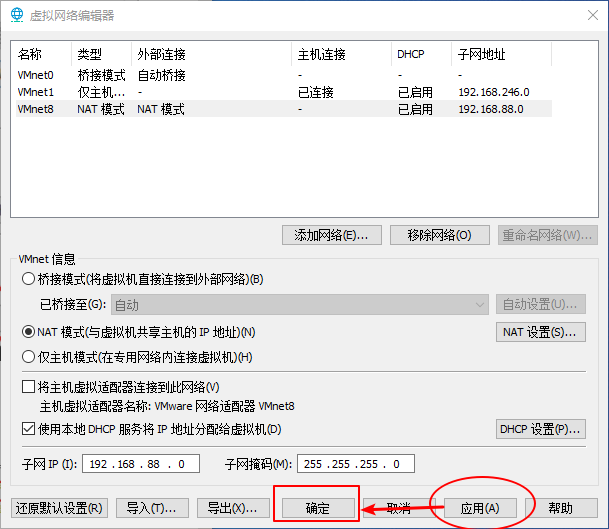 虚拟网络编辑器
名称 类型 外部连接 主机连接 DHCP 子网地址
VMnet0 桥接模式 自动桥接 - - -
VMnet1 仅主机... - 已连接 已启用 192.168.246.0
VMnet8 NAT 模式 NAT 模式 - 已启用 192.168.88.0
添加网络(E)... 移除网络(O) 重命名网络(W)...
VMnet 信息
桥接模式(将虚拟机直接连接到外部网络)(B)
已桥接至(G): 自动 自动设置(U)...
NAT 模式(与虚拟机共享主机的 IP 地址)(N) NAT 设置(S)...
仅主机模式(在专用网络内连接虚拟机)(H)
将主机虚拟适配器连接到此网络(V)
主机虚拟适配器名称: VMware 网络适配器 VMnet8
使用本地 DHCP 服务将 IP 地址分配给虚拟机(D) DHCP 设置(P)...
子网 IP (I): 192 . 168 . 88 . 0 子网掩码(M): 255 . 255 . 255 . 0
还原默认设置(R) 导入(T)... 导出(X)... 确定 取消 应用(A) 帮助